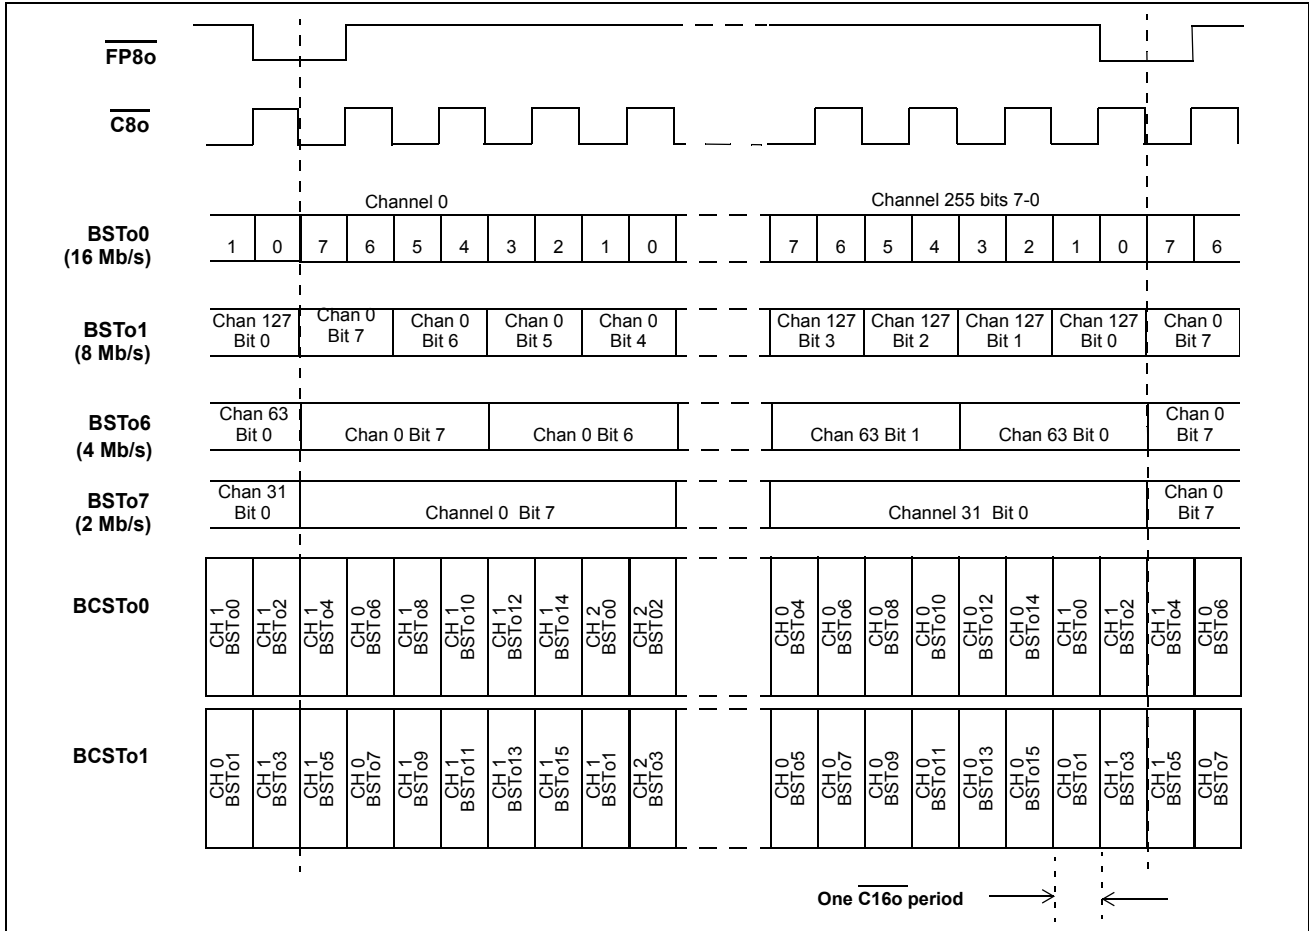 FP8o
C8o
Channel 0
Channel 255 bits 7-0
BSTo0
(16 Mb/s)
1 0 7 6 5 4 3 2 1 0 7 6 5 4 3 2 1 0 7 6
BSTo1
(8 Mb/s)
Chan 127 Bit 0
Chan 0 Bit 7
Chan 0 Bit 6
Chan 0 Bit 5
Chan 0 Bit 4
Chan 127 Bit 3
Chan 127 Bit 2
Chan 127 Bit 1
Chan 127 Bit 0
Chan 0 Bit 7
BSTo6
(4 Mb/s)
Chan 63 Bit 0
Chan 0 Bit 7
Chan 0 Bit 6
Chan 63 Bit 1
Chan 63 Bit 0
Chan 0 Bit 7
BSTo7
(2 Mb/s)
Chan 31 Bit 0
Channel 0 Bit 7
Channel 31 Bit 0
Chan 0 Bit 7
BCSTo0
CH 1 BSTo0
CH 1 BSTo2
CH 1 BSTo4
CH 0 BSTo6
CH 1 BSTo8
CH 1 BSTo10
CH 1 BSTo12
CH 1 BSTo14
CH 2 BSTo0
CH 2 BSTo02
CH 0 BSTo4
CH 0 BSTo6
CH 0 BSTo8
CH 0 BSTo10
CH 0 BSTo12
CH 0 BSTo14
CH 1 BSTo0
CH 1 BSTo2
CH 1 BSTo4
CH 0 BSTo6
BCSTo1
CH 0 BSTo1
CH 1 BSTo3
CH 1 BSTo5
CH 0 BSTo7
CH 1 BSTo9
CH 1 BSTo11
CH 1 BSTo13
CH 1 BSTo15
CH 1 BSTo1
CH 2 BSTo3
CH 0 BSTo5
CH 0 BSTo7
CH 0 BSTo9
CH 0 BSTo11
CH 0 BSTo13
CH 0 BSTo15
CH 0 BSTo1
CH 1 BSTo3
CH 1 BSTo5
CH 0 BSTo7
One C16o period